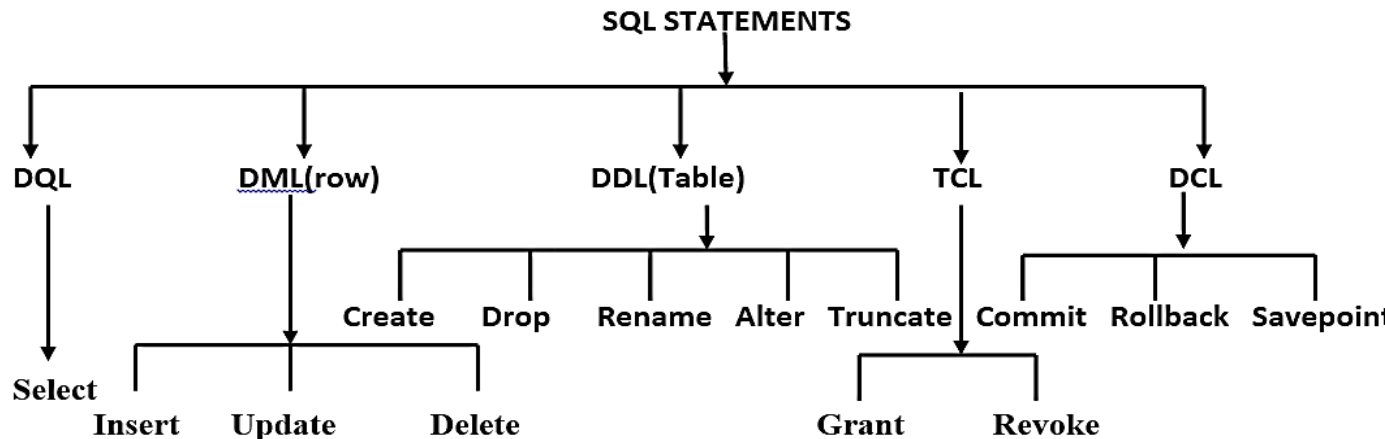 SQL STATEMENTS
DQL DML(row) DDL(Table) TCL DCL
Create Drop Rename Alter Truncate Commit Rollback Savepoint
Select
Insert Update Delete Grant Revoke